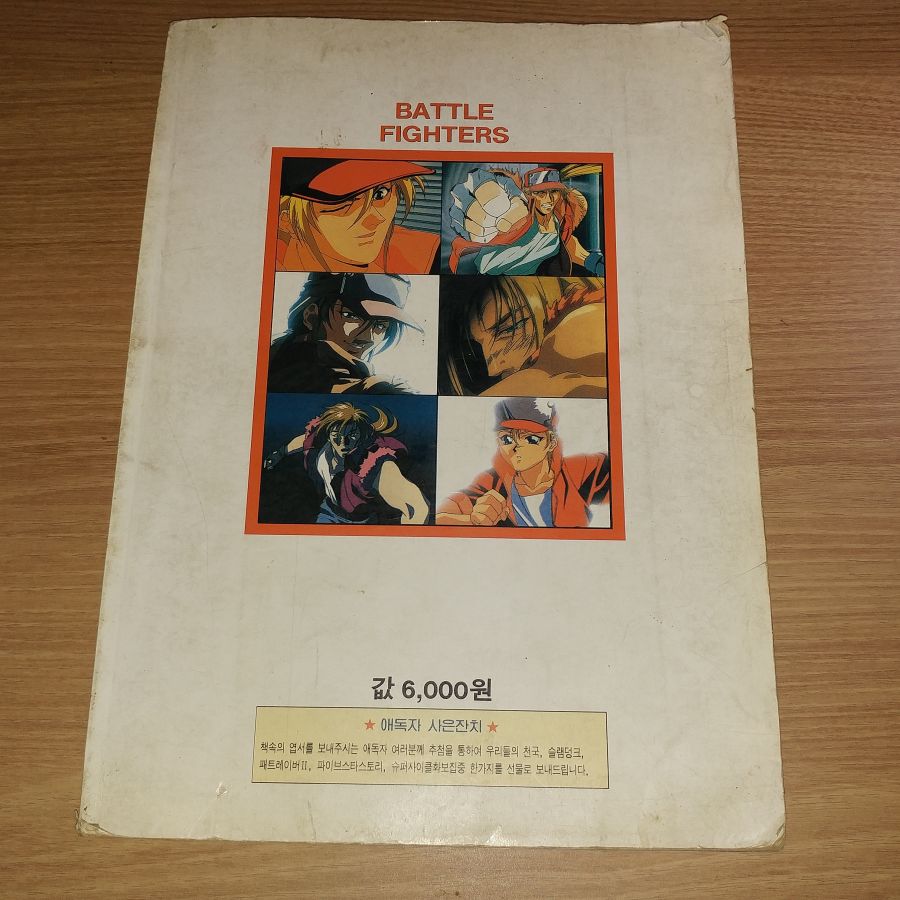 BATTLE
FIGHTERS
값 6,000원
★ 애독자 사은잔치 ★
책속의 엽서를 보내주시는 애독자 여러분께 추첨을 통하여 우리들의 천국, 슬램덩크,
패트레이버II, 파이브스타스토리, 슈퍼사이클화보집중 한가지를 선물로 보내드립니다.